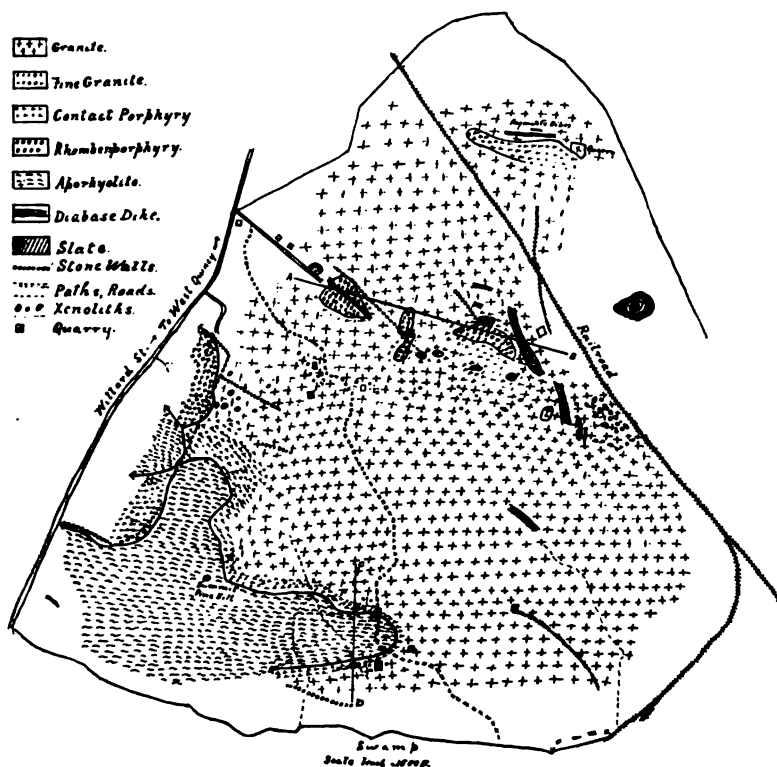 Granite.
Fine Granite.
Contact Porphyry
Rhombenporphyry.
Aporhyolite.
Diabase Dike.
Slate.
Stone Walls.
Paths, Roads.
Xenoliths.
Quarry.
Willard St. → To West Quincy →
Railroad
A
Swamp